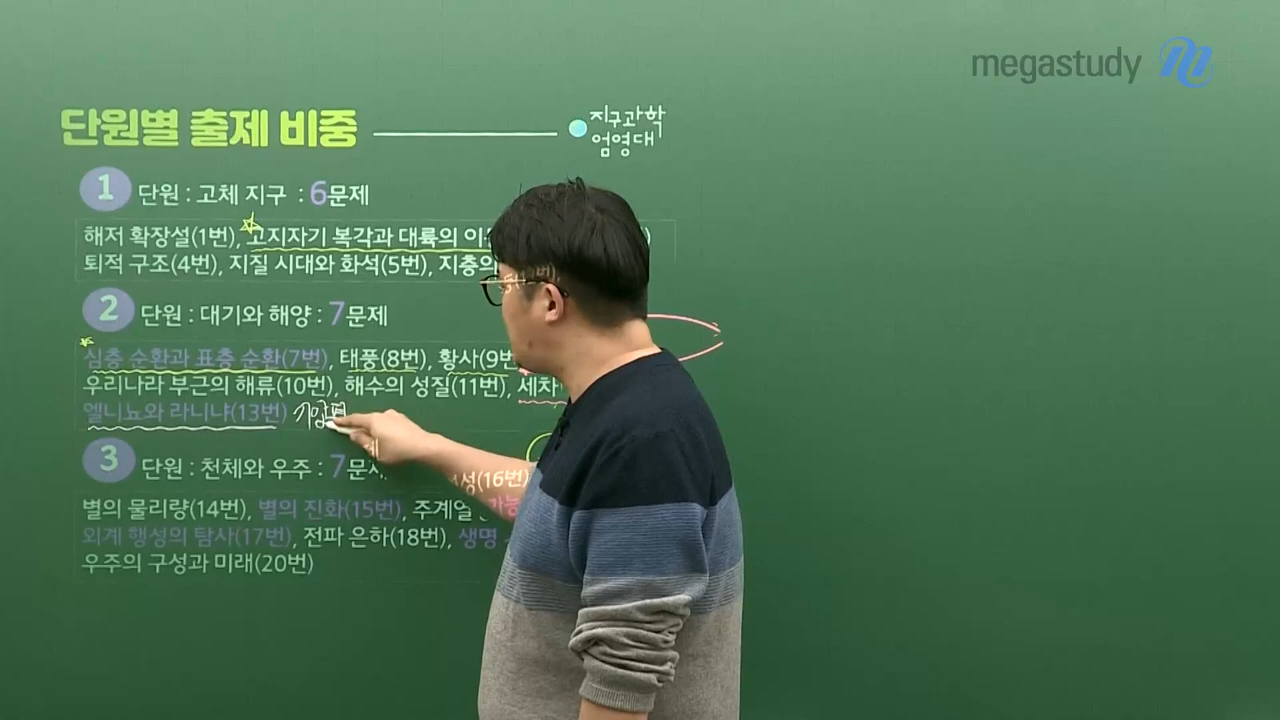 megastudy
단원별 출제 비중
지구과학
엄영대
1 단원 : 고체 지구 : 6문제
해저 확장설(1번), 고지자기 복각과 대륙의
퇴적 구조(4번), 지질 시대와 화석(5번), 지층의
2 단원 : 대기와 해양 : 7문제
심층 순환과 표층 순환(7번), 태풍(8번), 황사(9번
우리나라 부근의 해류(10번), 해수의 성질(11번), 세차
엘니뇨와 라니냐(13번)
3 단원 : 천체와 우주 : 7문제
별의 물리량(14번), 별의 진화(15번), 주계열 (16번)
외계 행성의 탐사(17번), 전파 은하(18번), 생명
우주의 구성과 미래(20번)